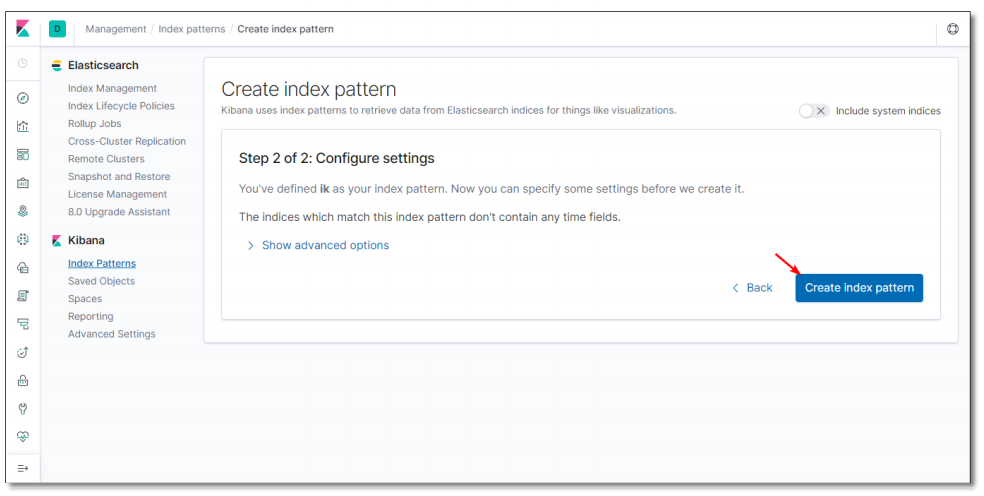 D
Management / Index patterns / Create index pattern
Elasticsearch
Index Management
Index Lifecycle Policies
Rollup Jobs
Cross-Cluster Replication
Remote Clusters
Snapshot and Restore
License Management
8.0 Upgrade Assistant
Kibana
Index Patterns
Saved Objects
Spaces
Reporting
Advanced Settings
Create index pattern
Kibana uses index patterns to retrieve data from Elasticsearch indices for things like visualizations.
Include system indices
Step 2 of 2: Configure settings
You've defined ik as your index pattern. Now you can specify some settings before we create it.
The indices which match this index pattern don't contain any time fields.
Show advanced options
Back
Create index pattern